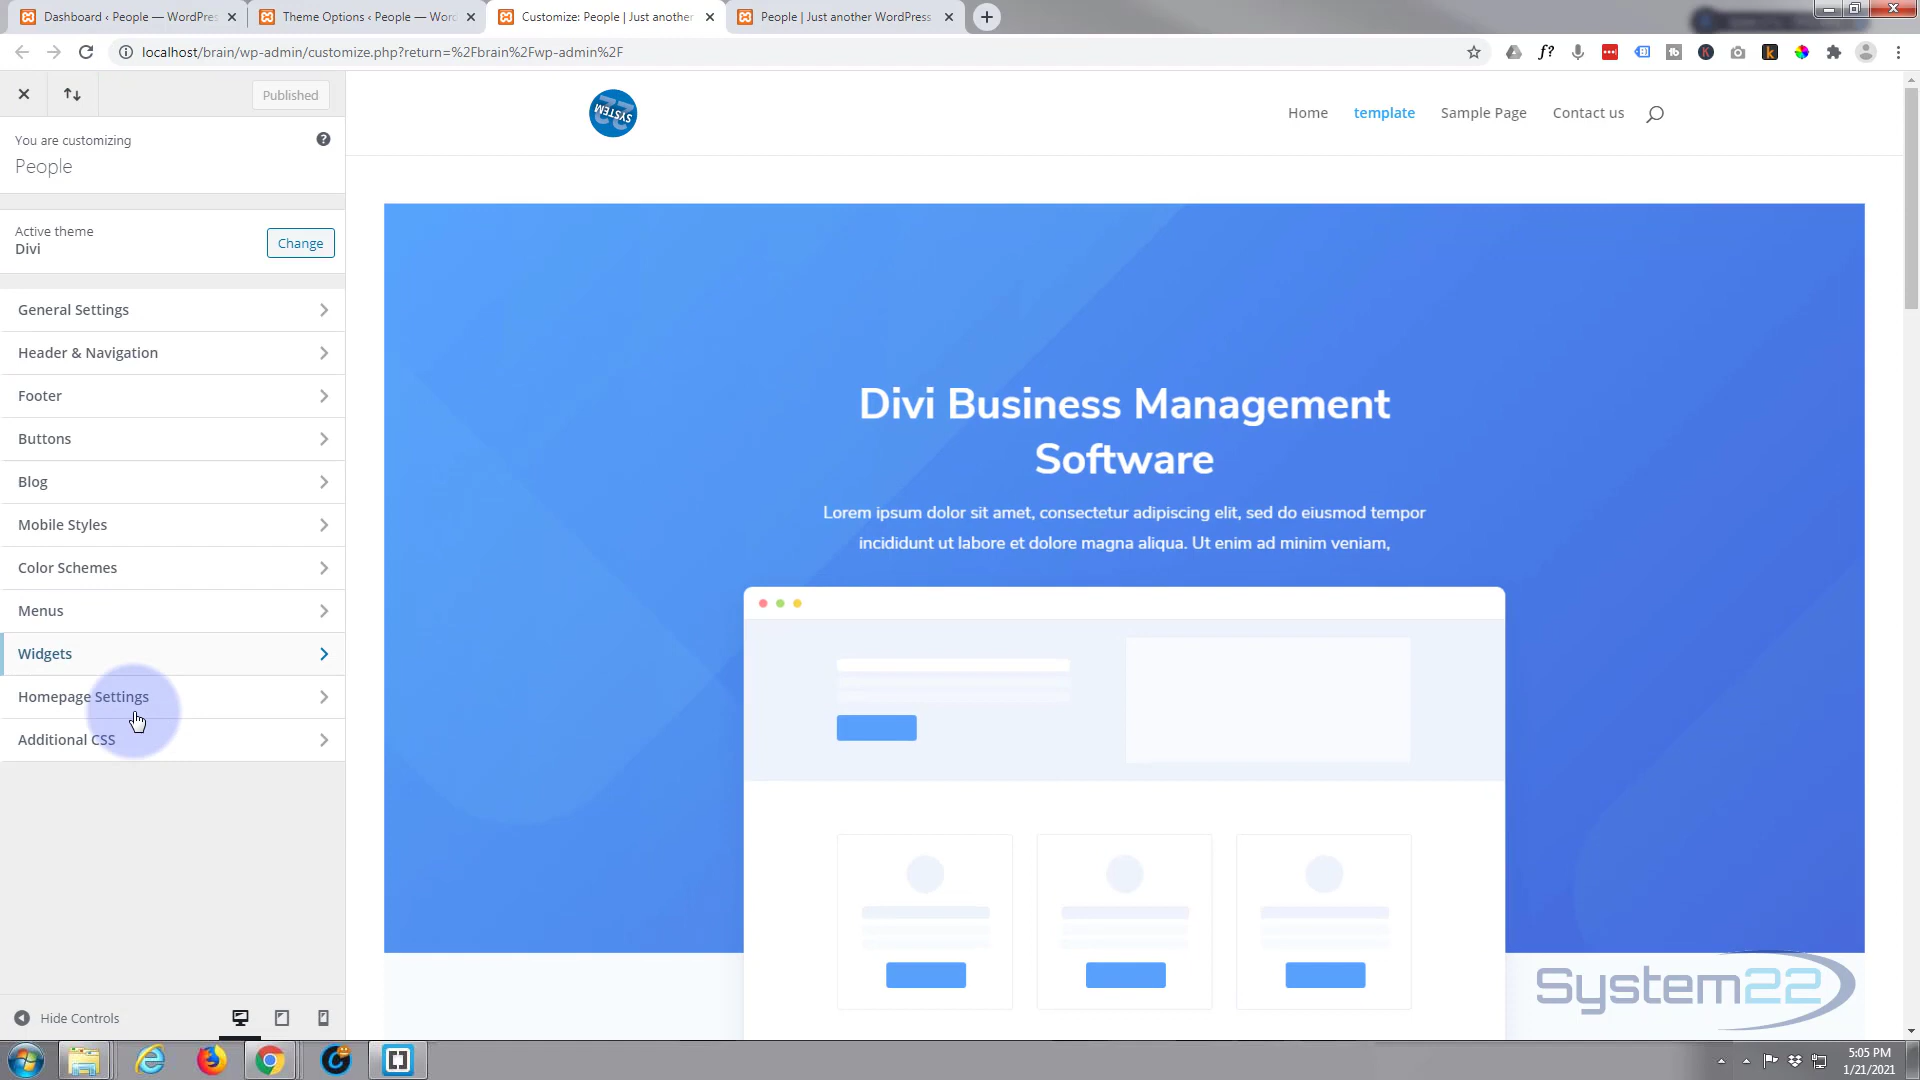 Dashboard ‹ People — WordPres
Theme Options ‹ People — Word
Customize: People | Just another
People | Just another WordPress
localhost/brain/wp-admin/customize.php?return=%2Fbrain%2Fwp-admin%2F
Published
You are customizing
People
Active theme
Divi
Change
General Settings
Header & Navigation
Footer
Buttons
Blog
Mobile Styles
Color Schemes
Menus
Widgets
Homepage Settings
Additional CSS
Hide Controls
SYSTEM
22
Home
template
Sample Page
Contact us
Divi Business Management
Software
Lorem ipsum dolor sit amet, consectetur adipiscing elit, sed do eiusmod tempor
incididunt ut labore et dolore magna aliqua. Ut enim ad minim veniam,
System22
5:05 PM
1/21/2021